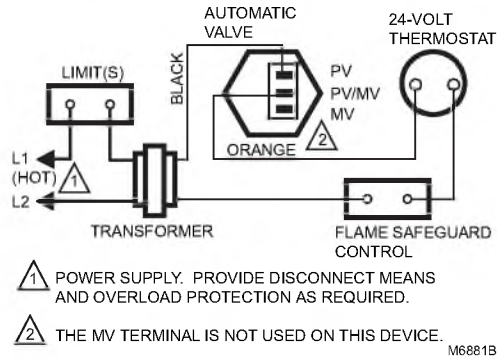 AUTOMATIC
VALVE
24-VOLT
THERMOSTAT
LIMIT(S)
BLACK
PV
PV/MV
MV
ORANGE
2
L1
(HOT)
1
L2
TRANSFORMER
FLAME SAFEGUARD
CONTROL
1 POWER SUPPLY. PROVIDE DISCONNECT MEANS
AND OVERLOAD PROTECTION AS REQUIRED.
2 THE MV TERMINAL IS NOT USED ON THIS DEVICE.
M6881B